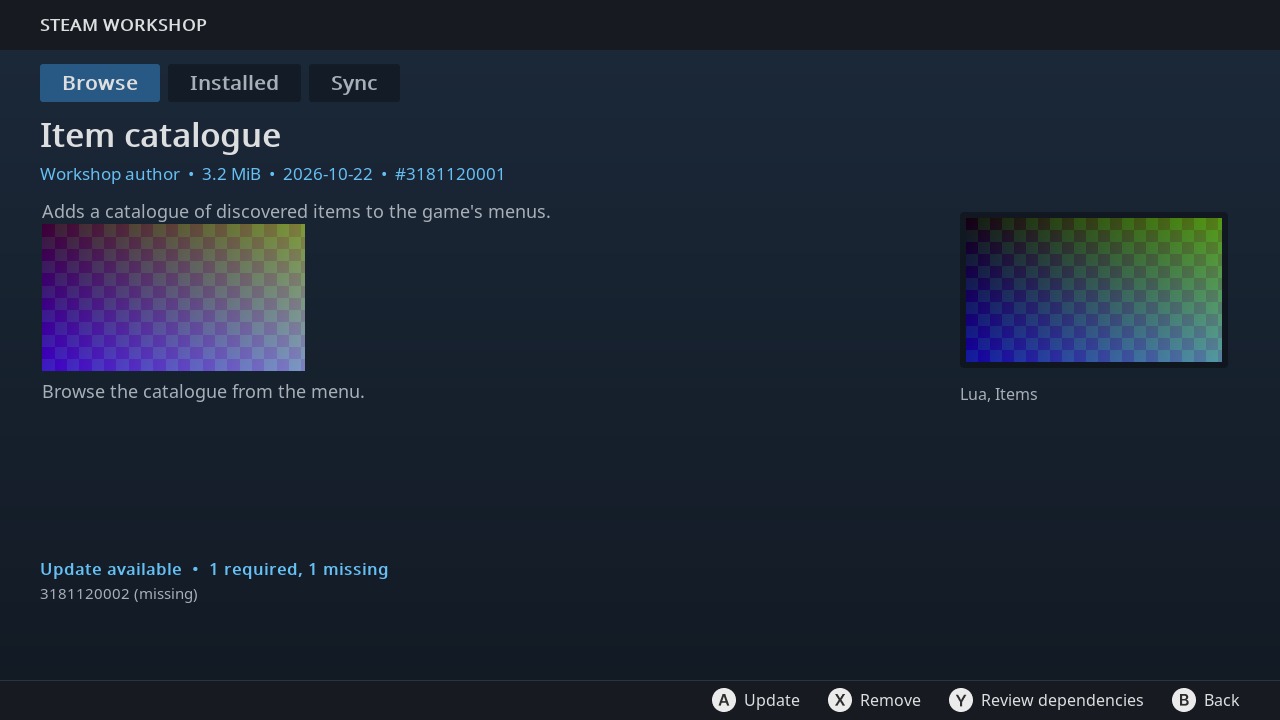 STEAM WORKSHOP
Browse
Installed
Sync
Item catalogue
Workshop author • 3.2 MiB • 2026-10-22 • #3181120001
Adds a catalogue of discovered items to the game's menus.
Browse the catalogue from the menu.
Lua, Items
Update available • 1 required, 1 missing
3181120002 (missing)
A Update
X Remove
Y Review dependencies
B Back